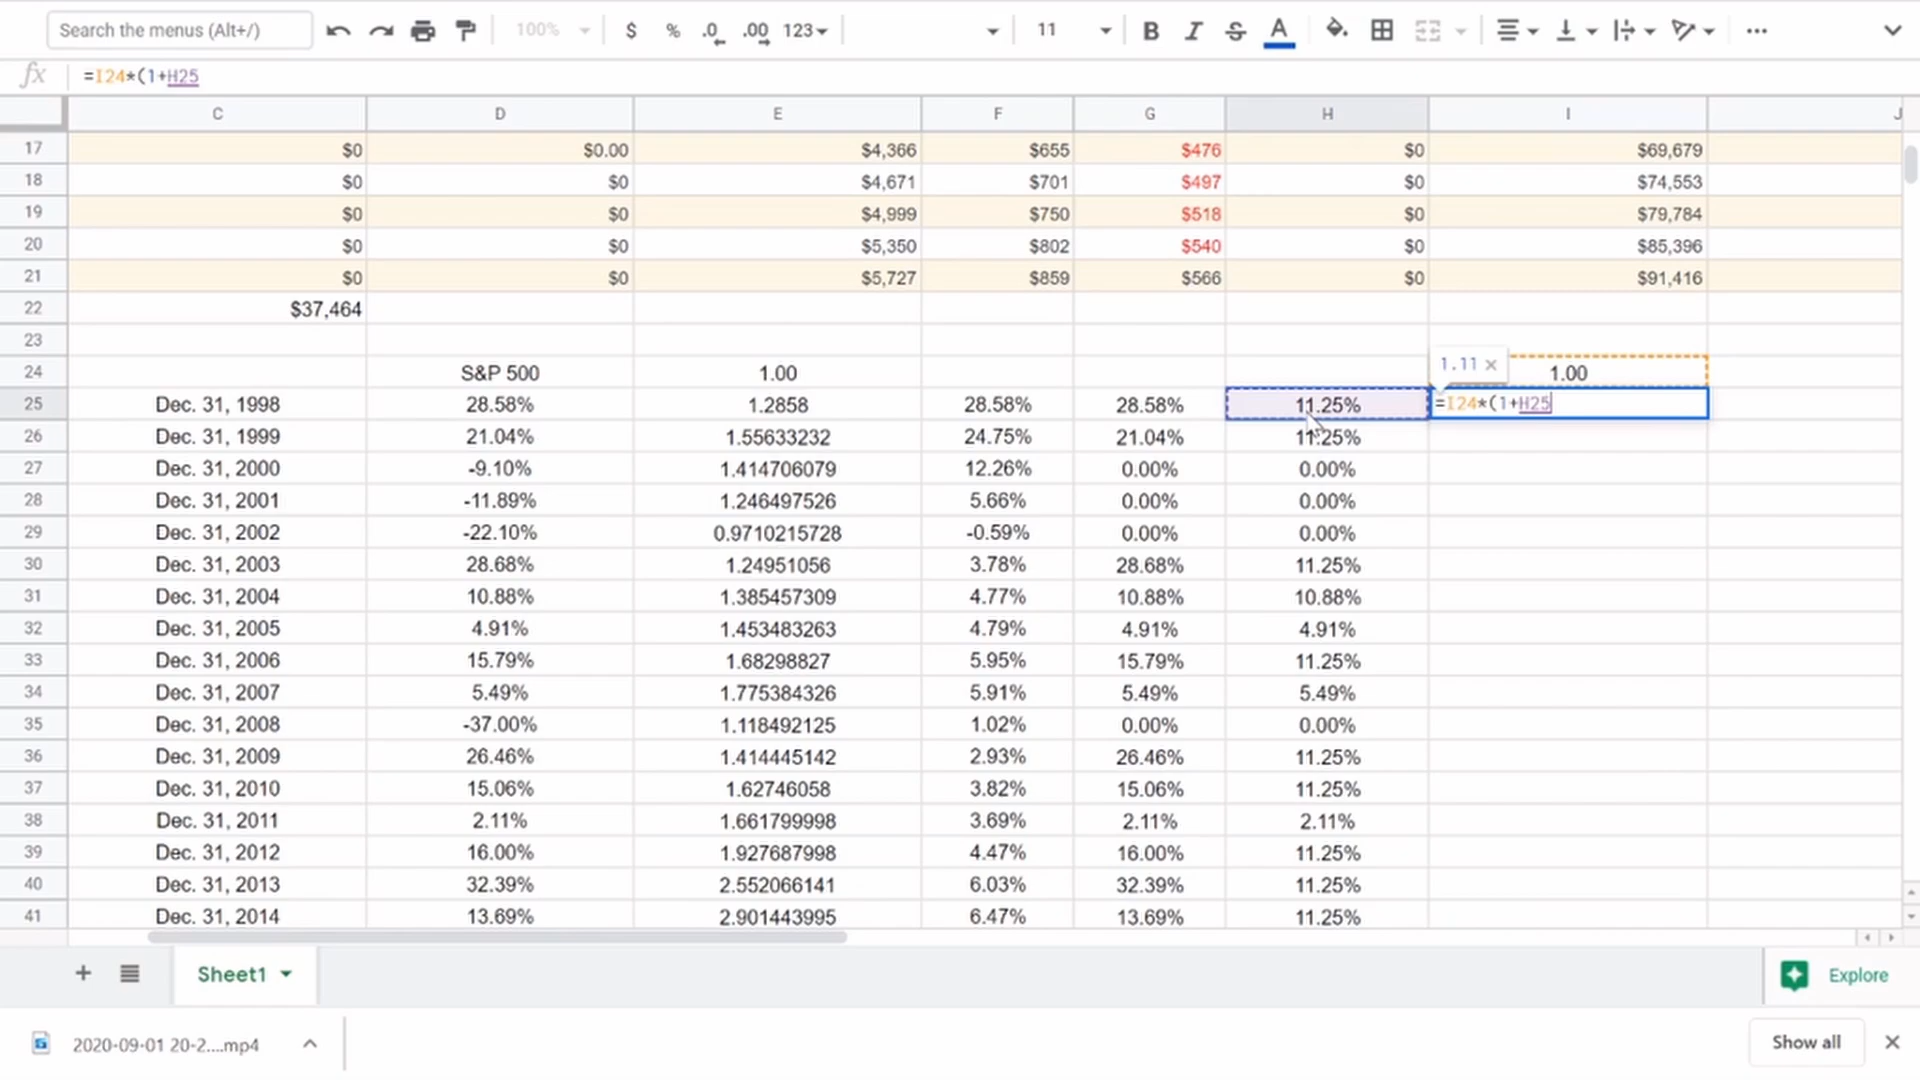 Search the menus (Alt+/) 100% $ % .0 .00 123 11 B I S A
fx =I24*(1+H25
C D E F G H I J
17 $0 $0.00 $4,366 $655 $476 $0 $69,679
18 $0 $0 $4,671 $701 $497 $0 $74,553
19 $0 $0 $4,999 $750 $518 $0 $79,784
20 $0 $0 $5,350 $802 $540 $0 $85,396
21 $0 $0 $5,727 $859 $566 $0 $91,416
22 $37,464
23
24 S&P 500 1.00 1.11 × 1.00
25 Dec. 31, 1998 28.58% 1.2858 28.58% 28.58% 11.25% =I24*(1+H25
26 Dec. 31, 1999 21.04% 1.55633232 24.75% 21.04% 11.25%
27 Dec. 31, 2000 -9.10% 1.414706079 12.26% 0.00% 0.00%
28 Dec. 31, 2001 -11.89% 1.246497526 5.66% 0.00% 0.00%
29 Dec. 31, 2002 -22.10% 0.9710215728 -0.59% 0.00% 0.00%
30 Dec. 31, 2003 28.68% 1.24951056 3.78% 28.68% 11.25%
31 Dec. 31, 2004 10.88% 1.385457309 4.77% 10.88% 10.88%
32 Dec. 31, 2005 4.91% 1.453483263 4.79% 4.91% 4.91%
33 Dec. 31, 2006 15.79% 1.68298827 5.95% 15.79% 11.25%
34 Dec. 31, 2007 5.49% 1.775384326 5.91% 5.49% 5.49%
35 Dec. 31, 2008 -37.00% 1.118492125 1.02% 0.00% 0.00%
36 Dec. 31, 2009 26.46% 1.414445142 2.93% 26.46% 11.25%
37 Dec. 31, 2010 15.06% 1.62746058 3.82% 15.06% 11.25%
38 Dec. 31, 2011 2.11% 1.661799998 3.69% 2.11% 2.11%
39 Dec. 31, 2012 16.00% 1.927687998 4.47% 16.00% 11.25%
40 Dec. 31, 2013 32.39% 2.552066141 6.03% 32.39% 11.25%
41 Dec. 31, 2014 13.69% 2.901443995 6.47% 13.69% 11.25%
Sheet1 Explore
2020-09-01 20-2....mp4 Show all